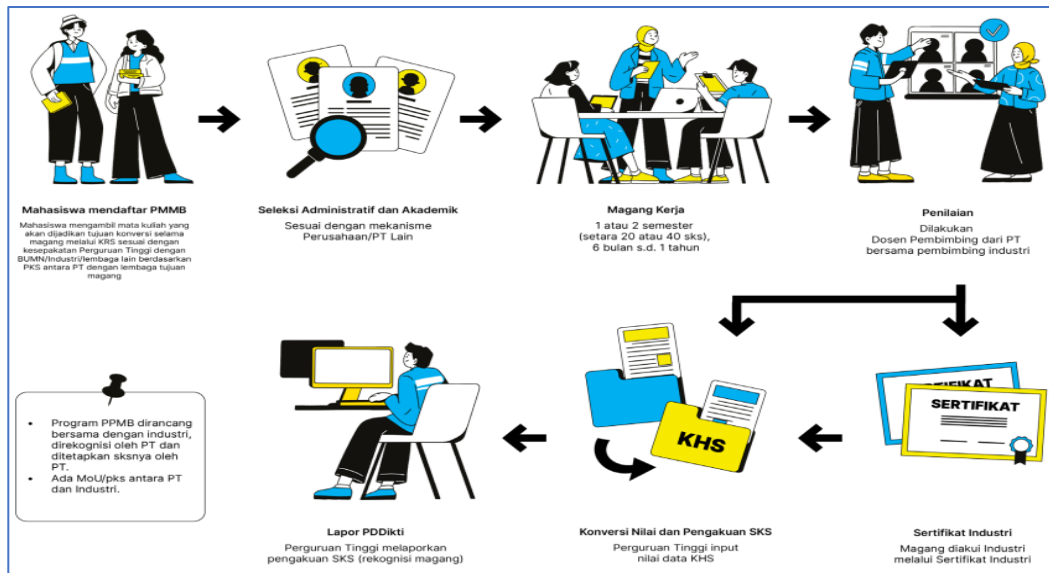 Mahasiswa mendaftar PMMB
Mahasiswa mengambil mata kuliah yang
akan dijadikan tujuan konversi selama
magang melalui KRS sesuai dengan
kesepakatan Perguruan Tinggi dengan
BUMN/Industri/lembaga lain berdasarkan
PKS antara PT dengan lembaga tujuan
magang
Seleksi Administratif dan Akademik
Sesuai dengan mekanisme
Perusahaan/PT Lain
Magang Kerja
1 atau 2 semester
(setara 20 atau 40 sks),
6 bulan s.d. 1 tahun
Penilaian
Dilakukan
Dosen Pembimbing dari PT
bersama pembimbing industri
SERTIFIKAT
KHS
Sertifikat Industri
Magang diakui Industri
melalui Sertifikat Industri
Konversi Nilai dan Pengakuan SKS
Perguruan Tinggi input
nilai data KHS
Lapor PDDikti
Perguruan Tinggi melaporkan
pengakuan SKS (rekognisi magang)
• Program PPMB dirancang
bersama dengan industri,
direkognisi oleh PT dan
ditetapkan sksnya oleh
PT.
• Ada MoU/pks antara PT
dan Industri.